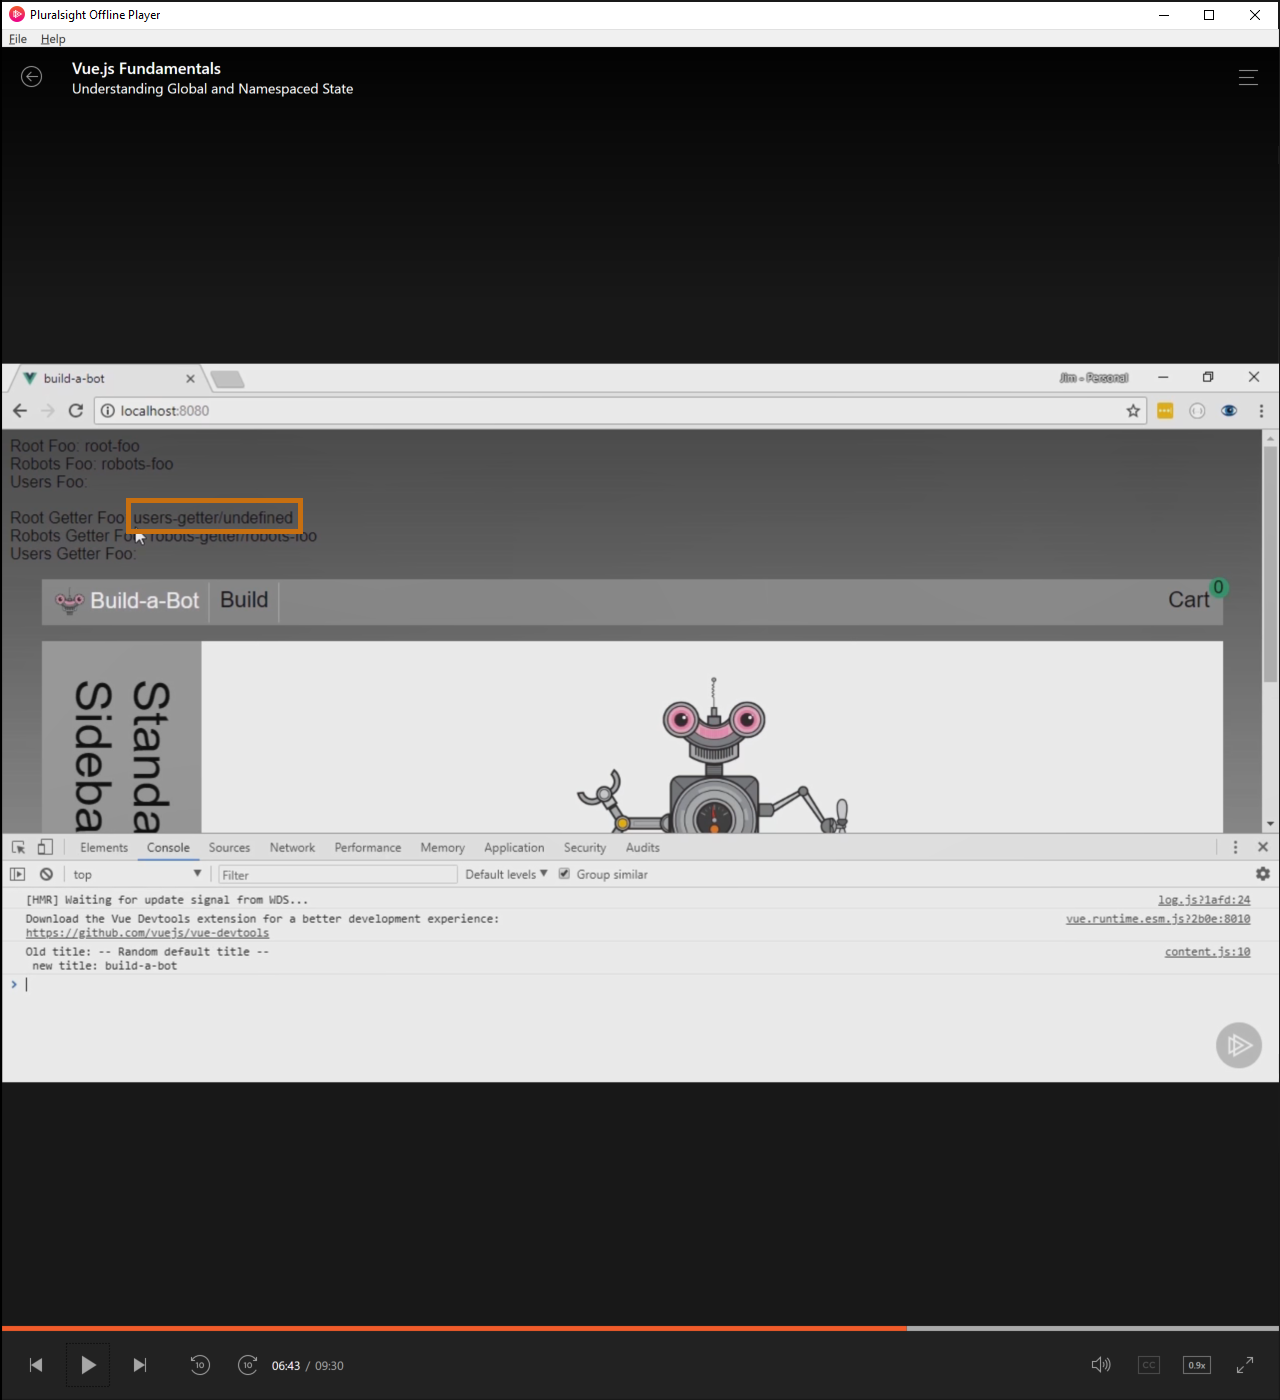 Pluralsight Offline Player
File Help
Vue.js Fundamentals
Understanding Global and Namespaced State
build-a-bot
Jim - Personal
localhost:8080
Root Foo: root-foo
Robots Foo: robots-foo
Users Foo:
Root Getter Foo users-getter/undefined
Robots Getter Fo robots-getter/robots-foo
Users Getter Foo:
Build-a-Bot Build Cart 0
Standa
Sideba
Elements Console Sources Network Performance Memory Application Security Audits
top Filter Default levels Group similar
[HMR] Waiting for update signal from WDS... log.js?1afd:24
Download the Vue Devtools extension for a better development experience: vue.runtime.esm.js?2b0e:8010
https://github.com/vuejs/vue-devtools
Old title: -- Random default title -- content.js:10
new title: build-a-bot
10 10 06:43 / 09:30 CC 0.9x